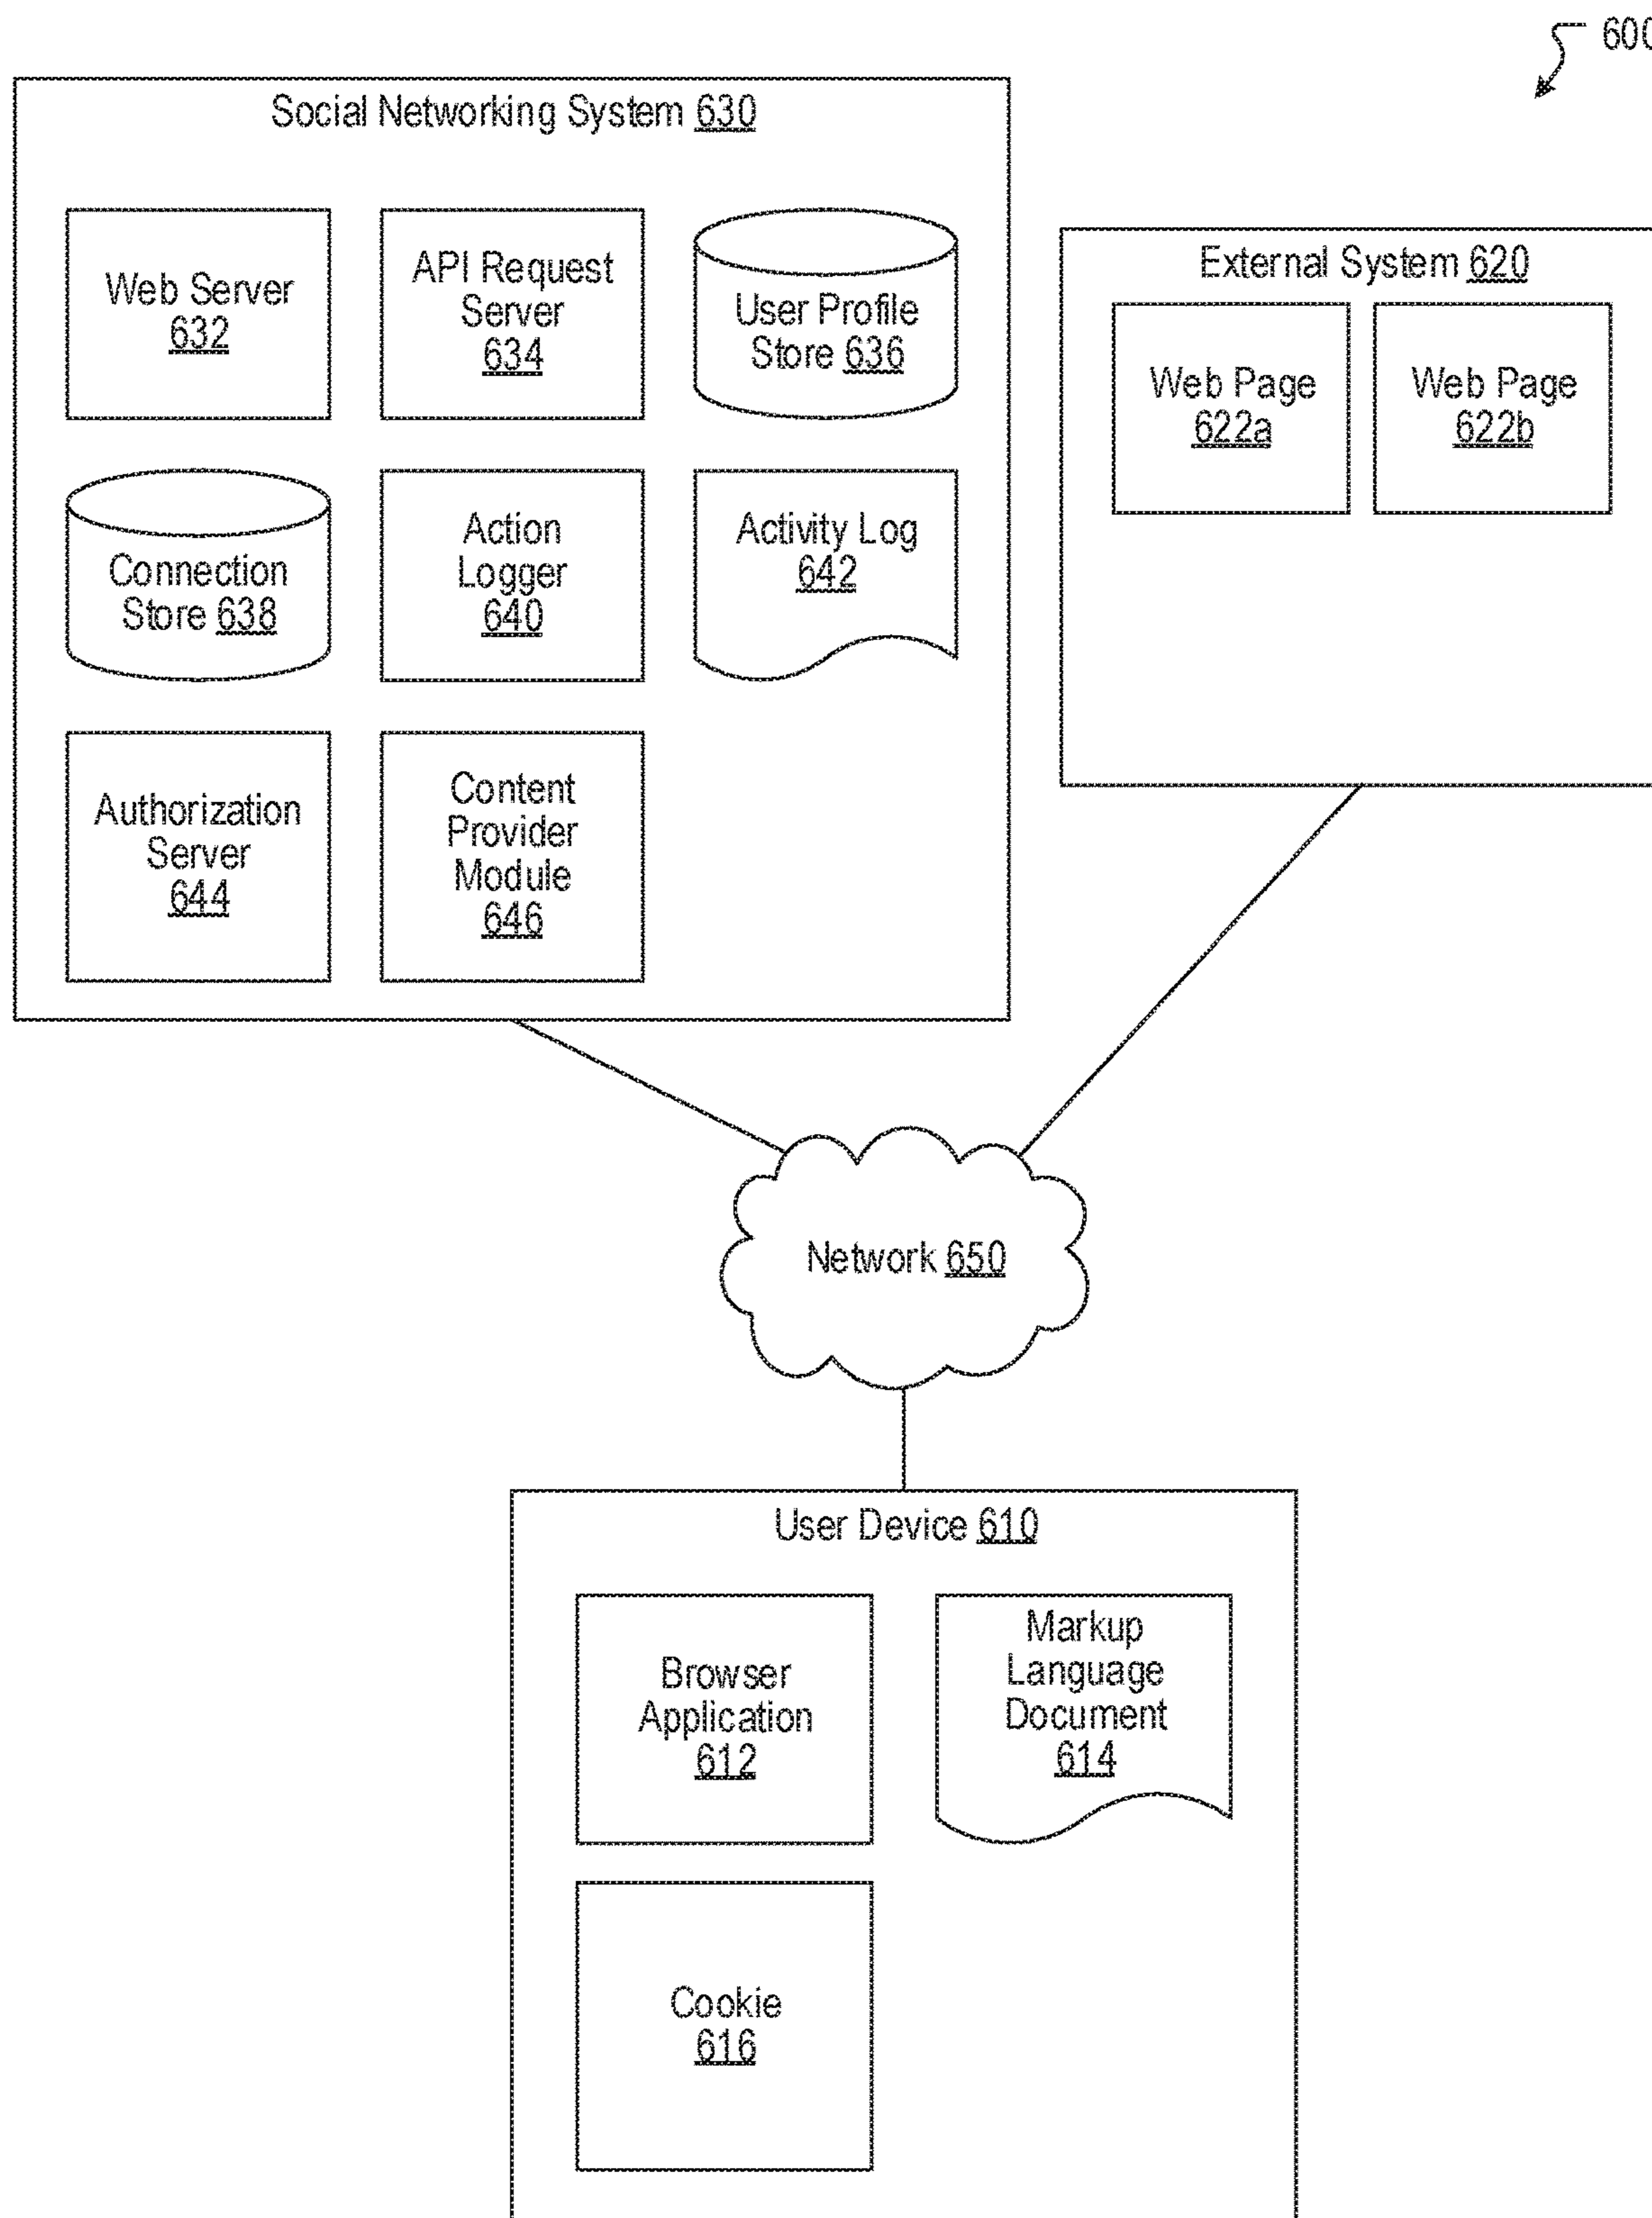 600
Social Networking System 630
Web Server
632
API Request
Server
634
User Profile
Store 636
Connection
Store 638
Action
Logger
640
Activity Log
642
Authorization
Server
644
Content
Provider
Module
646
External System 620
Web Page
622a
Web Page
622b
Network 650
User Device 610
Browser
Application
612
Markup
Language
Document
614
Cookie
616